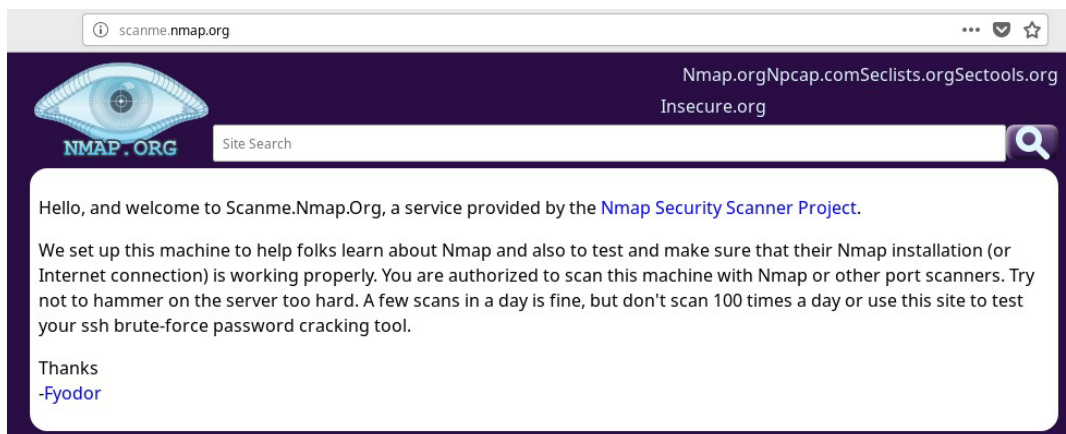 scanme.nmap.org
Nmap.orgNpcap.comSeclists.orgSectools.org
Insecure.org
NMAP.ORG
Site Search
Hello, and welcome to Scanme.Nmap.Org, a service provided by the Nmap Security Scanner Project.
We set up this machine to help folks learn about Nmap and also to test and make sure that their Nmap installation (or
Internet connection) is working properly. You are authorized to scan this machine with Nmap or other port scanners. Try
not to hammer on the server too hard. A few scans in a day is fine, but don't scan 100 times a day or use this site to test
your ssh brute-force password cracking tool.
Thanks
-Fyodor